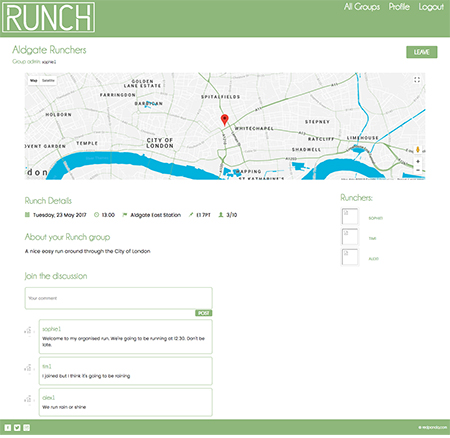 RUNCH
All Groups Profile Logout
Aldgate Runchers
Group admin: sophie1
LEAVE
Map Satellite
GOLDEN
LANE ESTATE
SPITALFIELDS
FARRINGDON
BARBICAN
HOLBORN
STEPNEY
WHITECHAPEL
CITY OF
LONDON
RATCLIFF
LIMEHOUSE
TEMPLE
VENT GARDEN
SHADWELL
WAPPING
ST KATHARINE'S
don
Runch Details
Runchers:
Tuesday, 23 May 2017 13:00 Aldgate East Station 3/10
SOPHIE1
TIM1
ALEX1
About your Runch group
A nice easy run around through the City of London
Join the discussion
Your comment
POST
sophie1
Welcome to my organised run. We're going to be running at 12:30. Don't be
late.
tim1
I joined but I think it's going to be raining
alex1
We run rain or shine